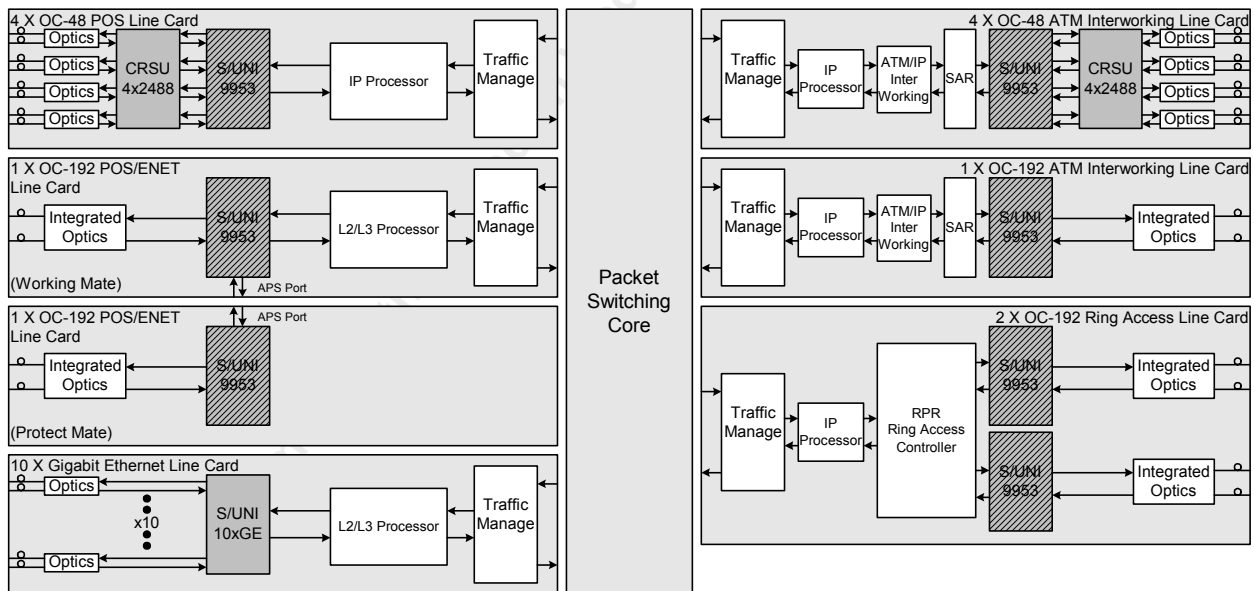 4 X OC-48 POS Line Card
Optics
Optics
Optics
Optics
CRSU
4x2488
S/UNI
9953
IP Processor
Traffic
Manage
1 X OC-192 POS/ENET
Line Card
Integrated
Optics
S/UNI
9953
L2/L3 Processor
Traffic
Manage
(Working Mate)
APS Port
1 X OC-192 POS/ENET
Line Card
APS Port
Integrated
Optics
S/UNI
9953
(Protect Mate)
10 X Gigabit Ethernet Line Card
Optics
x10
Optics
S/UNI
10xGE
L2/L3 Processor
Traffic
Manage
Packet
Switching
Core
4 X OC-48 ATM Interworking Line Card
Traffic
Manage
IP
Processor
ATM/IP
Inter
Working
SAR
S/UNI
9953
CRSU
4x2488
Optics
Optics
Optics
Optics
1 X OC-192 ATM Interworking Line Card
Traffic
Manage
IP
Processor
ATM/IP
Inter
Working
SAR
S/UNI
9953
Integrated
Optics
2 X OC-192 Ring Access Line Card
Traffic
Manage
IP
Processor
RPR
Ring Access
Controller
S/UNI
9953
Integrated
Optics
S/UNI
9953
Integrated
Optics